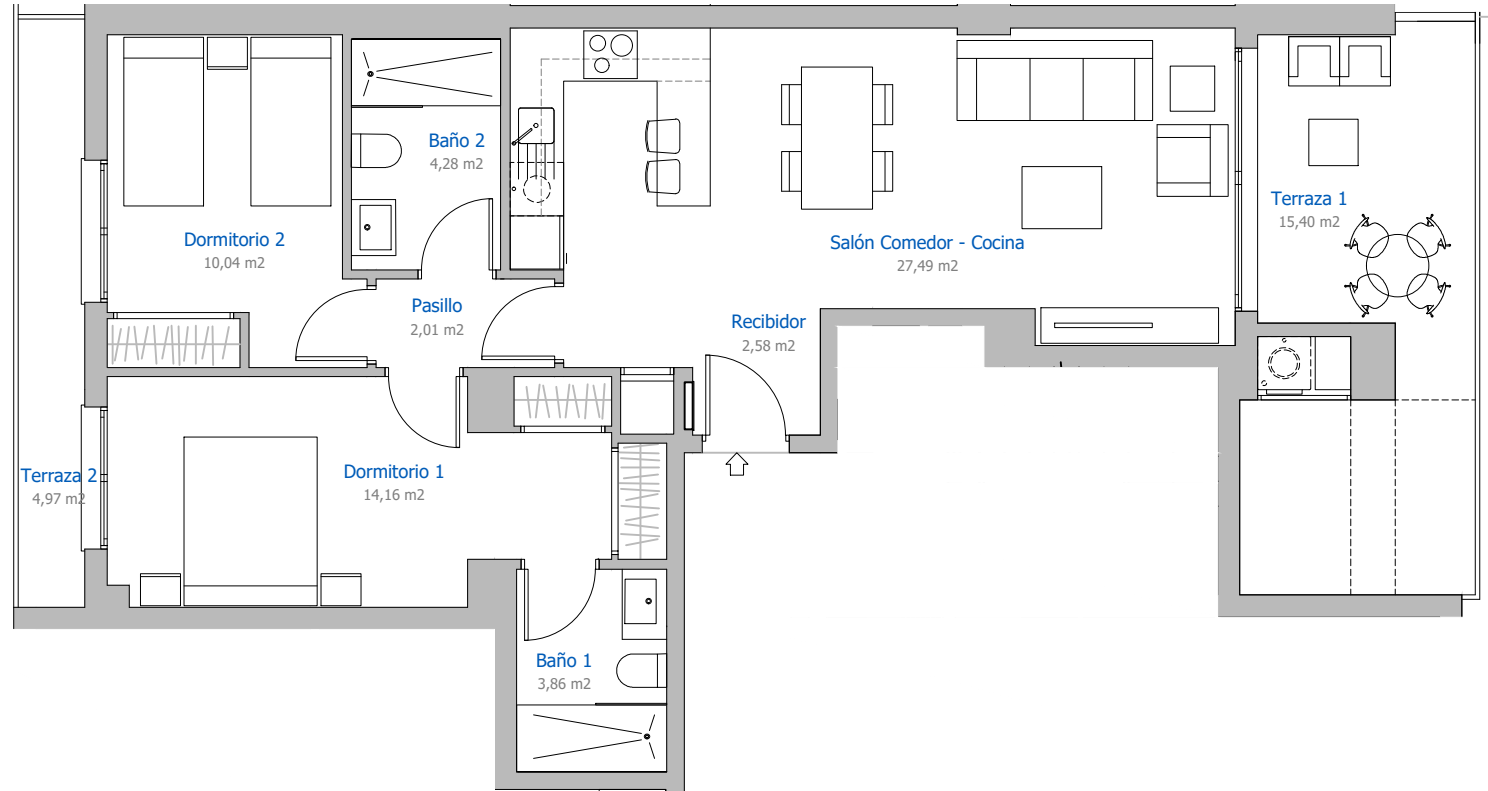 Baño 2
4,28 m2
Dormitorio 2
10,04 m2
Terraza 1
15,40 m2
Salón Comedor - Cocina
27,49 m2
Pasillo
2,01 m2
Recibidor
2,58 m2
Terraza 2
4,97 m2
Dormitorio 1
14,16 m2
Baño 1
3,86 m2